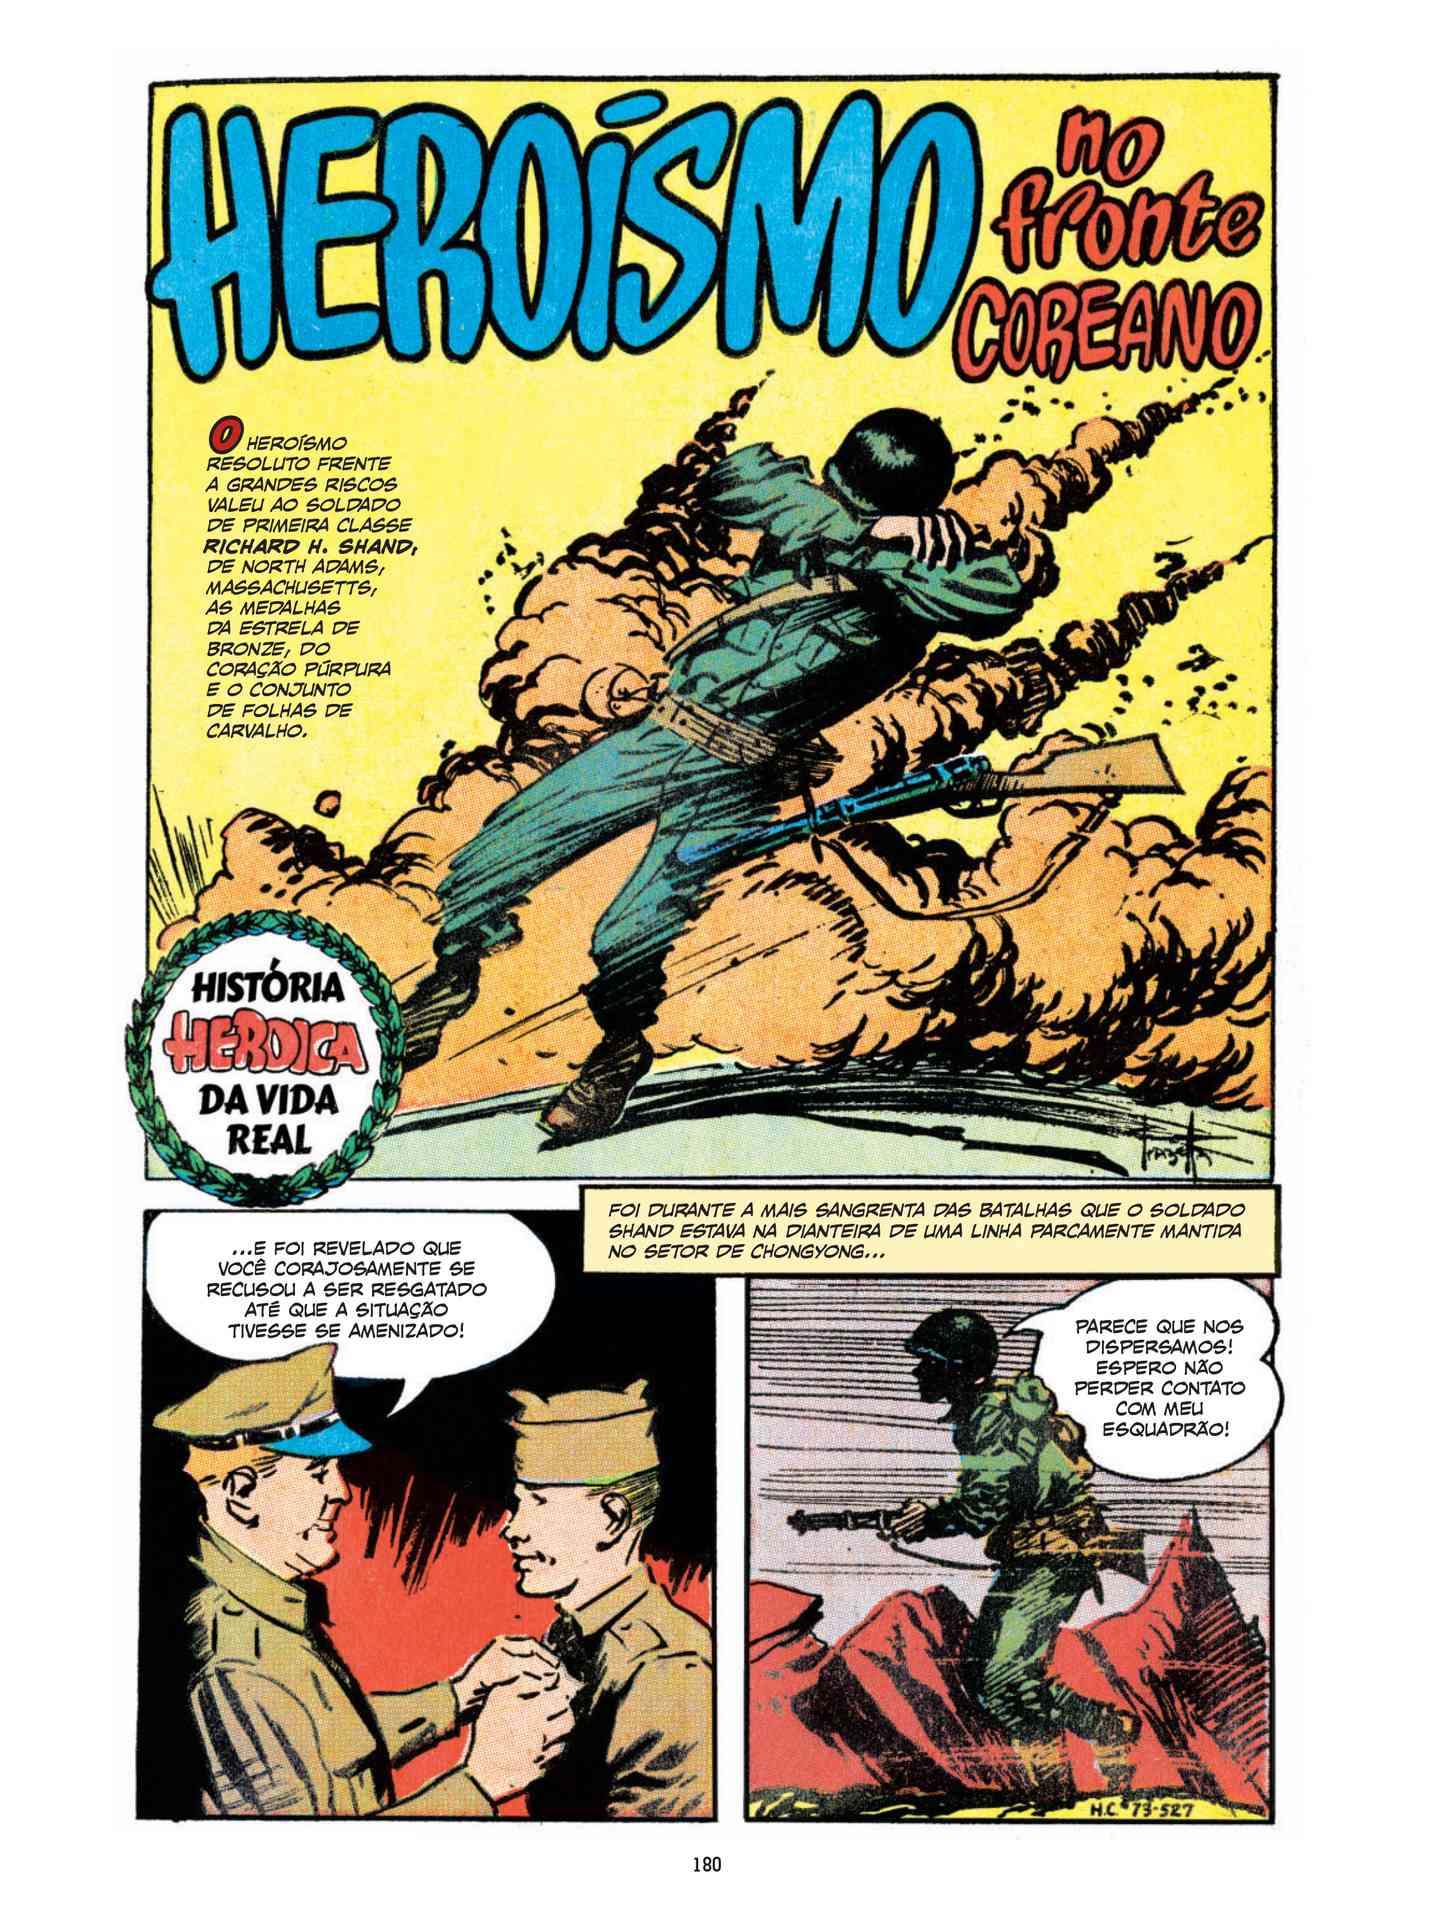 HEROÍSMO
no
fronte
COREANO
O HEROÍSMO
RESOLUTO FRENTE
A GRANDES RISCOS
VALEU AO SOLDADO
DE PRIMEIRA CLASSE
RICHARD H. SHAND,
DE NORTH ADAMS,
MASSACHUSETTS,
AS MEDALHAS
DA ESTRELA DE
BRONZE, DO
CORAÇÃO PÚRPURA
E O CONJUNTO
DE FOLHAS DE
CARVALHO.
HISTÓRIA
HEROICA
DA VIDA
REAL
Frazetta
FOI DURANTE A MAIS SANGRENTA DAS BATALHAS QUE O SOLDADO
SHAND ESTAVA NA DIANTEIRA DE UMA LINHA PARCAMENTE MANTIDA
NO SETOR DE CHONGYONG...
...E FOI REVELADO QUE
VOCÊ CORAJOSAMENTE SE
RECUSOU A SER RESGATADO
ATÉ QUE A SITUAÇÃO
TIVESSE SE AMENIZADO!
PARECE QUE NOS
DISPERSAMOS!
ESPERO NÃO
PERDER CONTATO
COM MEU
ESQUADRÃO!
H.C. 73-527
180